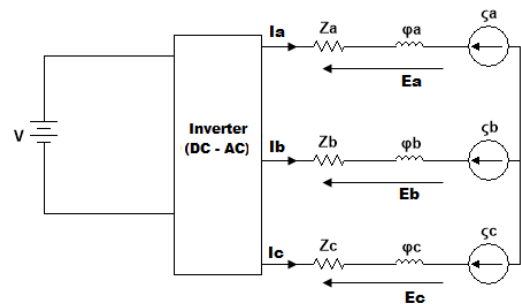 Ia Za φa ςa
Ea
V
Inverter
(DC - AC)
Ib Zb φb ςb
Eb
Ic Zc φc ςc
Ec